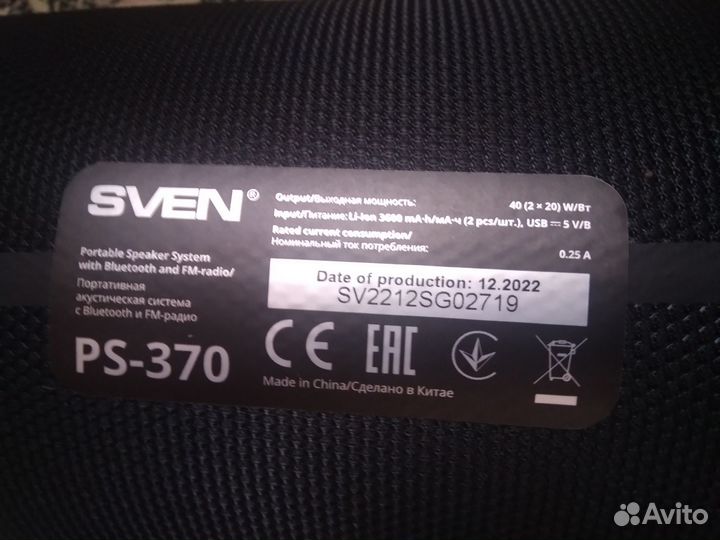 SVEN®
Portable Speaker System
with Bluetooth and FM-radio/
Портативная
акустическая система
с Bluetooth и FM-радио
PS-370
Output/Выходная мощность: 40 (2 × 20) W/Вт
Input/Питание: Li-Ion 3600 mA·h/мА·ч (2 pcs/шт.), USB ⎓ 5 V/В
Rated current consumption/
Номинальный ток потребления: 0.25 A
Date of production: 12.2022
SV2212SG02719
CE EAC
Made in China/Сделано в Китае
Avito